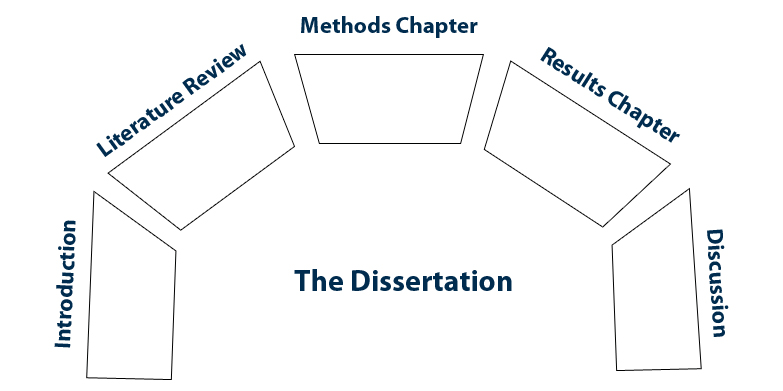 Methods Chapter
Literature Review
Results Chapter
Introduction
The Dissertation
Discussion